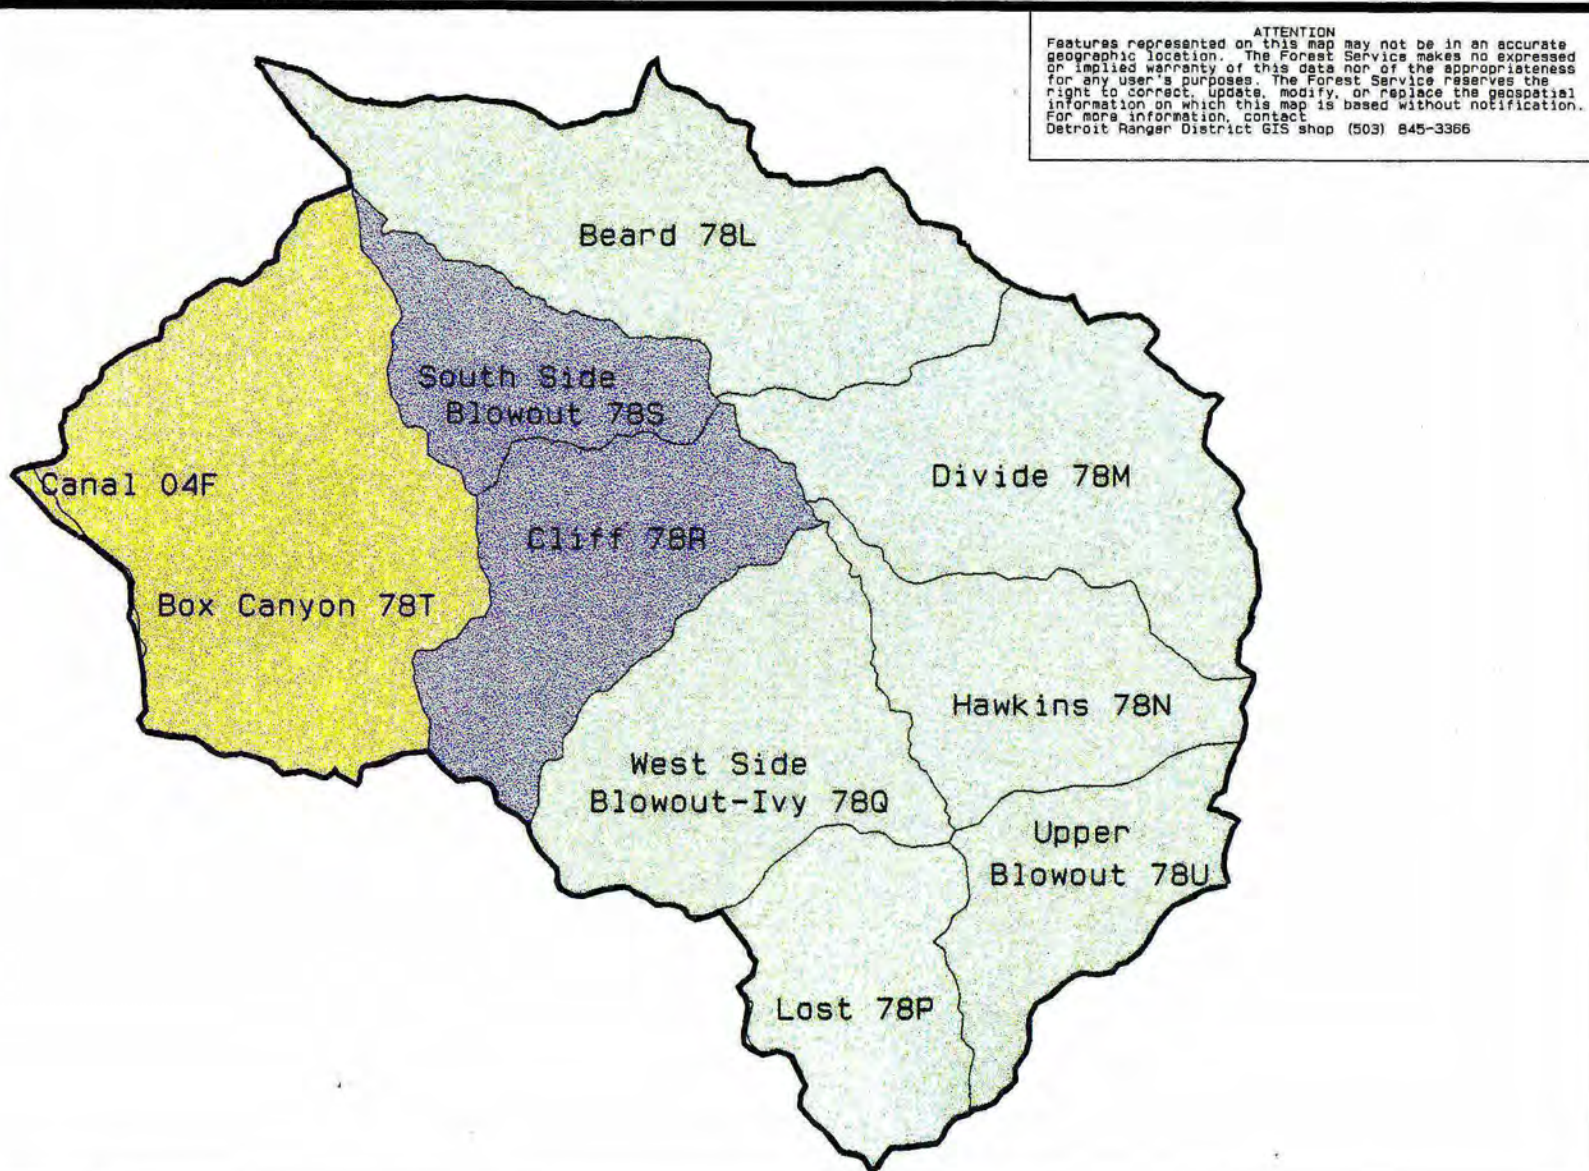 ATTENTION
Features represented on this map may not be in an accurate
geographic location. The Forest Service makes no expressed
or implied warranty of this data nor of the appropriateness
for any user's purposes. The Forest Service reserves the
right to correct, update, modify, or replace the geospatial
information on which this map is based without notification.
For more information, contact
Detroit Ranger District GIS shop (503) 845-3366
Beard 78L
South Side
Blowout 78S
Canal 04F
Divide 78M
Cliff 78R
Box Canyon 78T
Hawkins 78N
West Side
Blowout-Ivy 78Q
Upper
Blowout 78U
Lost 78P